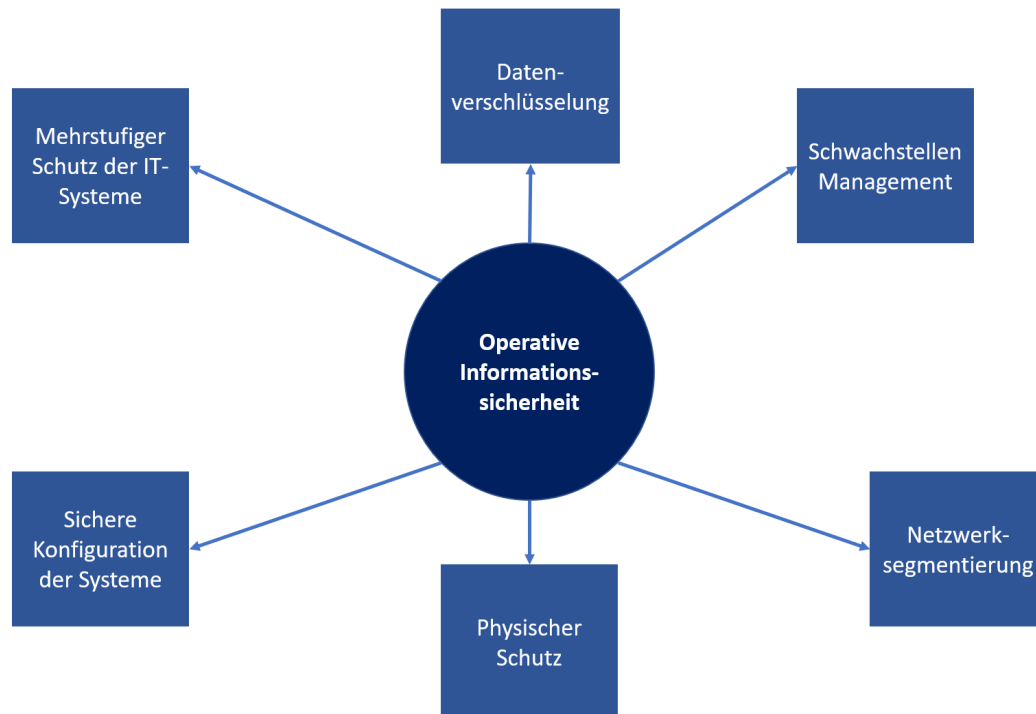 Daten-
verschlüsselung
Mehrstufiger
Schutz der IT-
Systeme
Schwachstellen
Management
Operative
Informations-
sicherheit
Sichere
Konfiguration
der Systeme
Netzwerk-
segmentierung
Physischer
Schutz